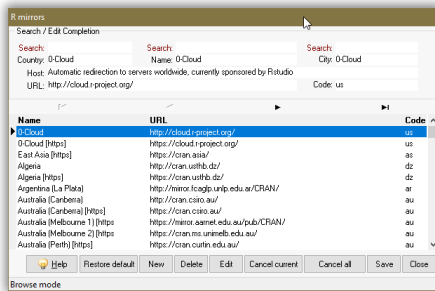 R mirrors
Search / Edit Completion
Search: Search: Search:
Country: 0-Cloud Name: 0-Cloud City: 0-Cloud
Host: Automatic redirection to servers worldwide, currently sponsored by Rstudio
URL: http://cloud.r-project.org/ Code: us
Name URL Code
0-Cloud http://cloud.r-project.org/ us
0-Cloud [https] https://cloud.r-project.org/ us
East Asia [https] https://cran.asia/ as
Algeria http://cran.usthb.dz/ dz
Algeria [https] https://cran.usthb.dz/ dz
Argentina (La Plata) http://mirror.fcaglp.unlp.edu.ar/CRAN/ ar
Australia (Canberra) http://cran.csiro.au/ au
Australia (Canberra) [https] https://cran.csiro.au/ au
Australia (Melbourne 1) [https https://mirror.aarnet.edu.au/pub/CRAN/ au
Australia (Melbourne 2) [https https://cran.ms.unimelb.edu.au/ au
Australia (Perth) [https] https://cran.curtin.edu.au/ au
Help Restore default New Delete Edit Cancel current Cancel all Save Close
Browse mode